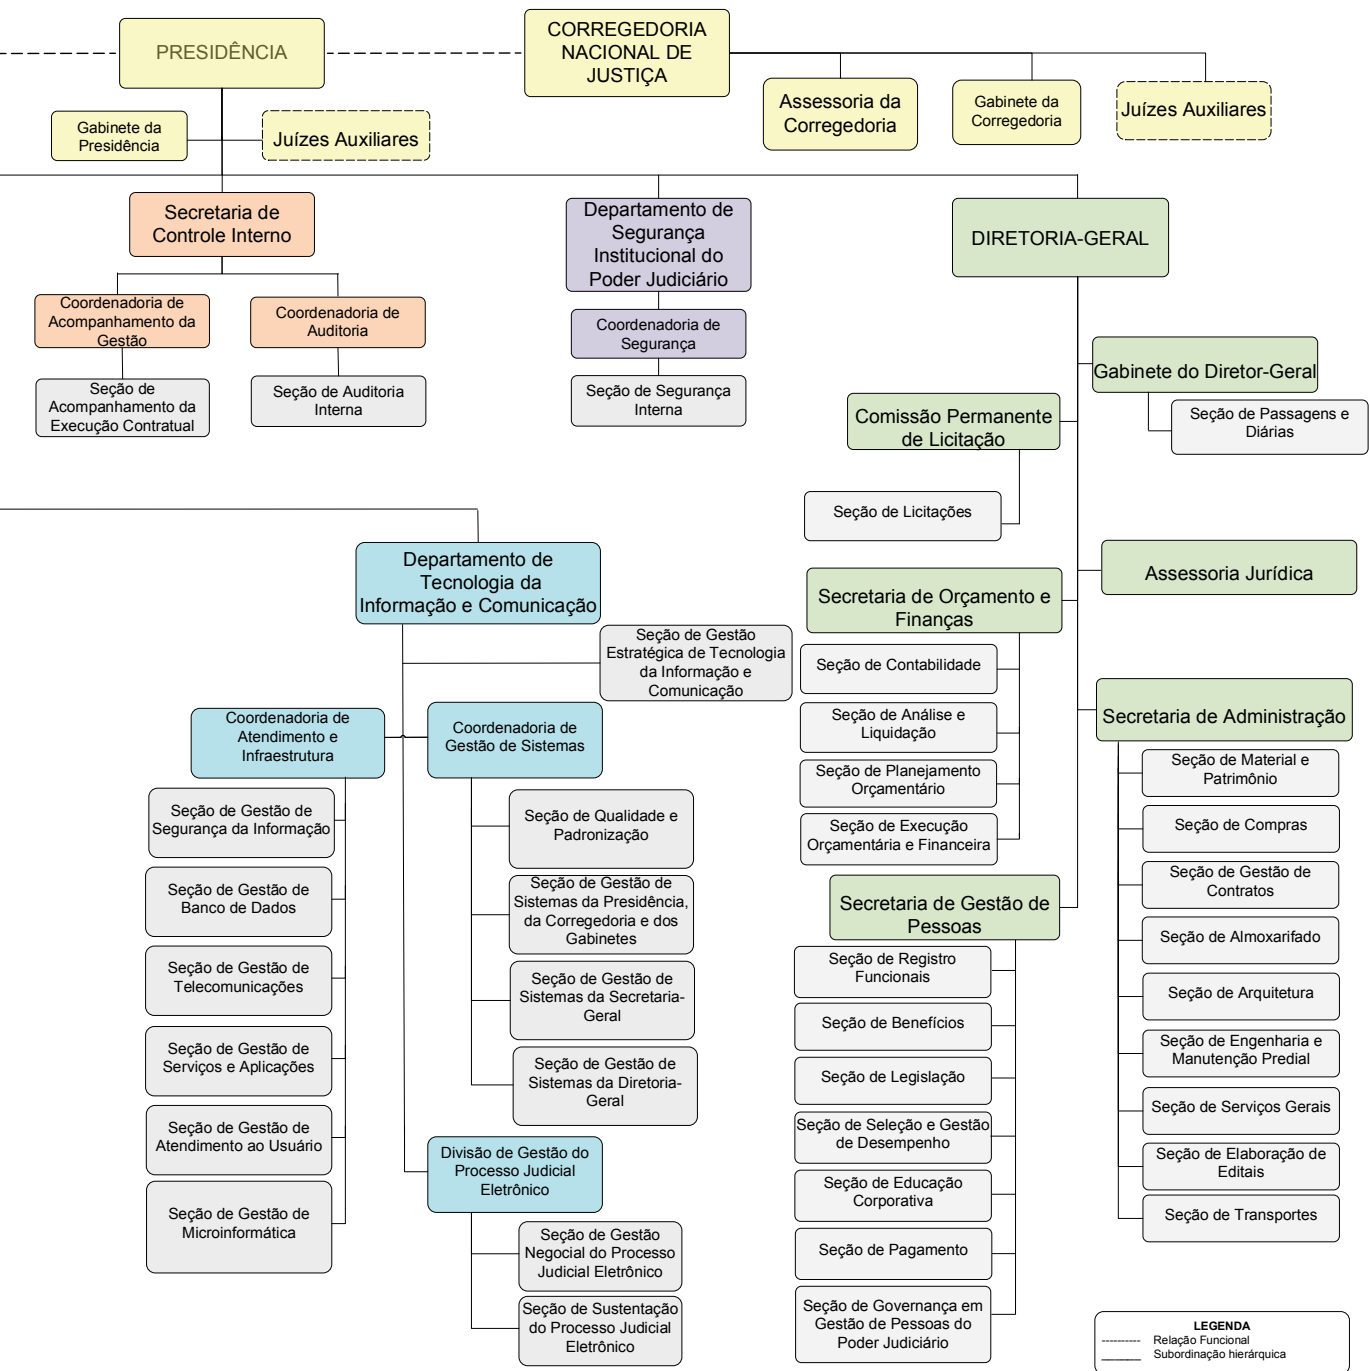 PRESIDÊNCIA
CORREGEDORIA
NACIONAL DE
JUSTIÇA
Gabinete da
Presidência
Juízes Auxiliares
Assessoria da
Corregedoria
Gabinete da
Corregedoria
Juízes Auxiliares
Secretaria de
Controle Interno
Departamento de
Segurança
Institucional do
Poder Judiciário
DIRETORIA-GERAL
Coordenadoria de
Acompanhamento da
Gestão
Coordenadoria de
Auditoria
Coordenadoria de
Segurança
Seção de
Acompanhamento da
Execução Contratual
Seção de Auditoria
Interna
Seção de Segurança
Interna
Gabinete do Diretor-Geral
Seção de Passagens e
Diárias
Comissão Permanente
de Licitação
Seção de Licitações
Departamento de
Tecnologia da
Informação e Comunicação
Seção de Gestão
Estratégica de Tecnologia
da Informação e
Comunicação
Coordenadoria de
Atendimento e
Infraestrutura
Coordenadoria de
Gestão de Sistemas
Seção de Gestão de
Segurança da Informação
Seção de Gestão de
Banco de Dados
Seção de Gestão de
Telecomunicações
Seção de Gestão de
Serviços e Aplicações
Seção de Gestão de
Atendimento ao Usuário
Seção de Gestão de
Microinformática
Seção de Qualidade e
Padronização
Seção de Gestão de
Sistemas da Presidência,
da Corregedoria e dos
Gabinetes
Seção de Gestão de
Sistemas da Secretaria-
Geral
Seção de Gestão de
Sistemas da Diretoria-
Geral
Divisão de Gestão do
Processo Judicial
Eletrônico
Seção de Gestão
Negocial do Processo
Judicial Eletrônico
Seção de Sustentação
do Processo Judicial
Eletrônico
Assessoria Jurídica
Secretaria de Orçamento e
Finanças
Seção de Contabilidade
Seção de Análise e
Liquidação
Seção de Planejamento
Orçamentário
Seção de Execução
Orçamentária e Financeira
Secretaria de Gestão de
Pessoas
Seção de Registro
Funcionais
Seção de Benefícios
Seção de Legislação
Seção de Seleção e Gestão
de Desempenho
Seção de Educação
Corporativa
Seção de Pagamento
Seção de Governança em
Gestão de Pessoas do
Poder Judiciário
Secretaria de Administração
Seção de Material e
Patrimônio
Seção de Compras
Seção de Gestão de
Contratos
Seção de Almoxarifado
Seção de Arquitetura
Seção de Engenharia e
Manutenção Predial
Seção de Serviços Gerais
Seção de Elaboração de
Editais
Seção de Transportes
LEGENDA
Relação Funcional
Subordinação hierárquica